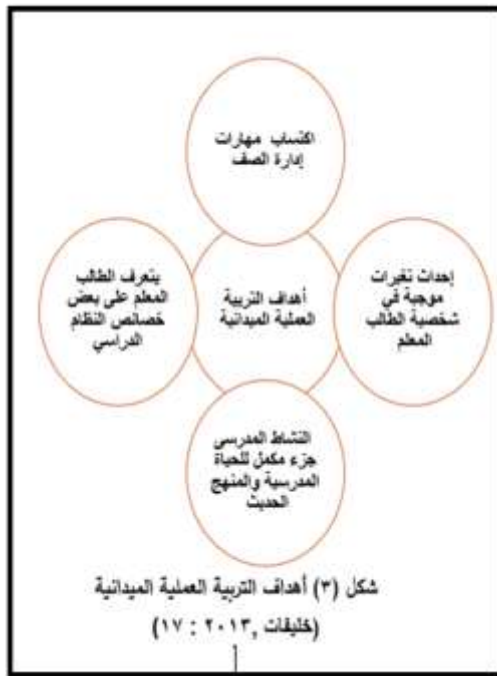 اكتساب مهارات
إدارة الصف
إحداث تغيرات
موجبة في
شخصية الطالب
المعلم
أهداف التربية
العملية الميدانية
يتعرف الطالب
المعلم على بعض
خصائص النظام
الدراسي
النشاط المدرسي
جزء مكمل للحياة
المدرسية والمنهج
الحديث
شكل (٣) أهداف التربية العملية الميدانية
(خليفات ,٢٠١٣ : ١٧)